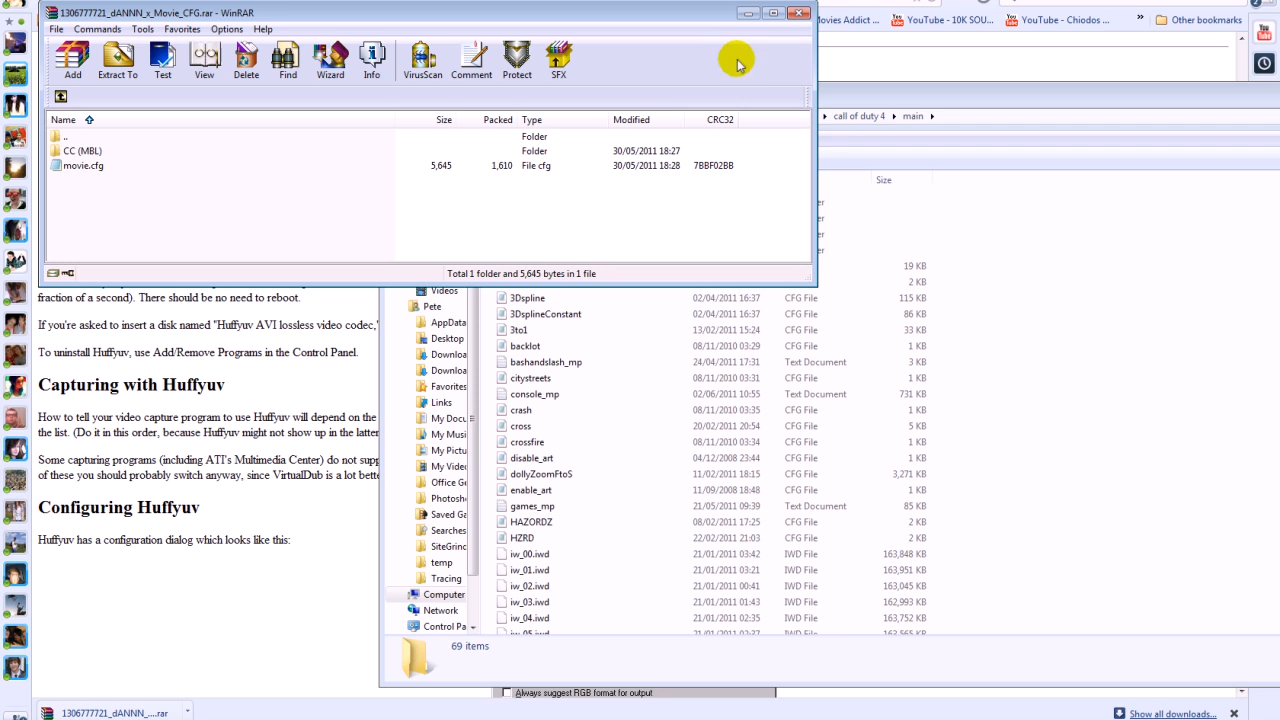 1306777721_dANNN_x_Movie_CFG.rar - WinRAR
File Commands Tools Favorites Options Help
Add Extract To Test View Delete Find Wizard Info VirusScan Comment Protect SFX
Name Size Packed Type Modified CRC32
.. Folder
CC (MBL) Folder 30/05/2011 18:27
movie.cfg 5,645 1,610 File cfg 30/05/2011 18:28 7BBF02BB
Total 1 folder and 5,645 bytes in 1 file
Movies Addict ... YouTube - 10K SOU... YouTube - Chiodos ... » Other bookmarks
call of duty 4 main
Size
19 KB
2 KB
fraction of a second). There should be no need to reboot.
If you're asked to insert a disk named "Huffyuv AVI lossless video codec,"
To uninstall Huffyuv, use Add/Remove Programs in the Control Panel.
Capturing with Huffyuv
How to tell your video capture program to use Huffyuv will depend on the
the list. (Do it in this order, because Huffyuv might not show up in the latter
Some capturing programs (including ATI's Multimedia Center) do not supp
of these you should probably switch anyway, since VirtualDub is a lot bette
Configuring Huffyuv
Huffyuv has a configuration dialog which looks like this:
Videos
Pete
AppData
Desktop
Downloa
Downloa
Favorites
Links
My Docu
My Musi
My Pictu
My Video
Office Ge
Photosh
Saved Ga
Searches
SiteGrind
temp
Tracing
Computer
Network
Control Pa
3Dspline 02/04/2011 16:37 CFG File 115 KB
3DsplineConstant 02/04/2011 16:36 CFG File 86 KB
3to1 13/02/2011 15:24 CFG File 33 KB
backlot 08/11/2010 03:29 CFG File 1 KB
bashandslash_mp 24/04/2011 17:31 Text Document 3 KB
citystreets 08/11/2010 03:31 CFG File 1 KB
console_mp 02/06/2011 10:55 Text Document 731 KB
crash 08/11/2010 03:35 CFG File 1 KB
cross 20/02/2011 20:54 CFG File 5 KB
crossfire 08/11/2010 03:34 CFG File 1 KB
disable_art 04/12/2008 23:44 CFG File 1 KB
dollyZoomFtoS 11/02/2011 18:15 CFG File 3,271 KB
enable_art 11/09/2008 18:48 CFG File 1 KB
games_mp 21/05/2011 09:39 Text Document 85 KB
HAZORDZ 08/02/2011 17:25 CFG File 2 KB
HZRD 22/02/2011 21:03 CFG File 2 KB
iw_00.iwd 21/01/2011 03:42 IWD File 163,848 KB
iw_01.iwd 21/01/2011 03:21 IWD File 163,951 KB
iw_02.iwd 21/01/2011 00:41 IWD File 163,045 KB
iw_03.iwd 21/01/2011 01:43 IWD File 162,993 KB
iw_04.iwd 21/01/2011 02:35 IWD File 163,752 KB
69 items
Always suggest RGB format for output
1306777721_dANNN_....rar
Show all downloads...